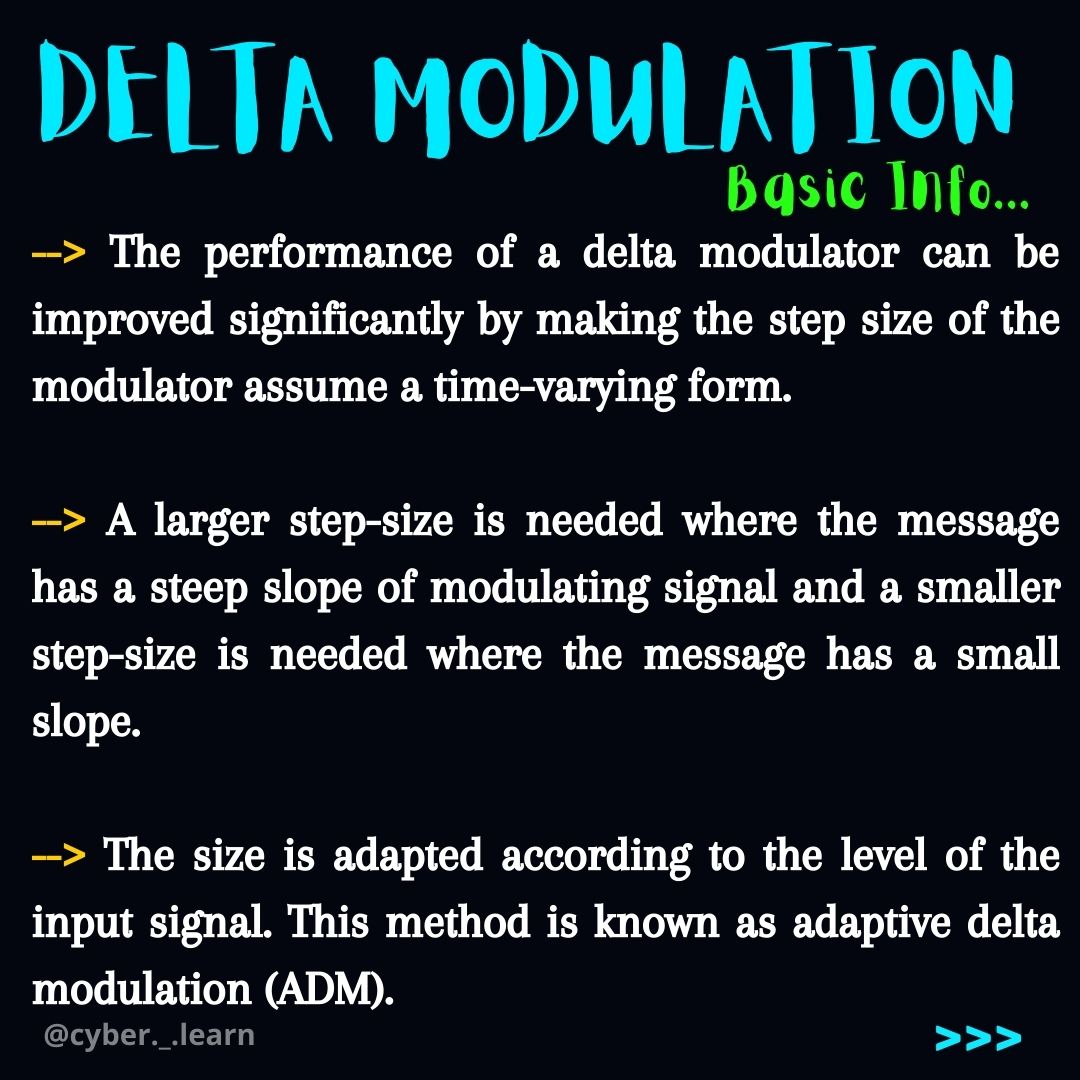 DELTA MODULATION
Basic Info...
--> The performance of a delta modulator can be
improved significantly by making the step size of the
modulator assume a time-varying form.
--> A larger step-size is needed where the message
has a steep slope of modulating signal and a smaller
step-size is needed where the message has a small
slope.
--> The size is adapted according to the level of the
input signal. This method is known as adaptive delta
modulation (ADM).
@cyber._.learn
>>>